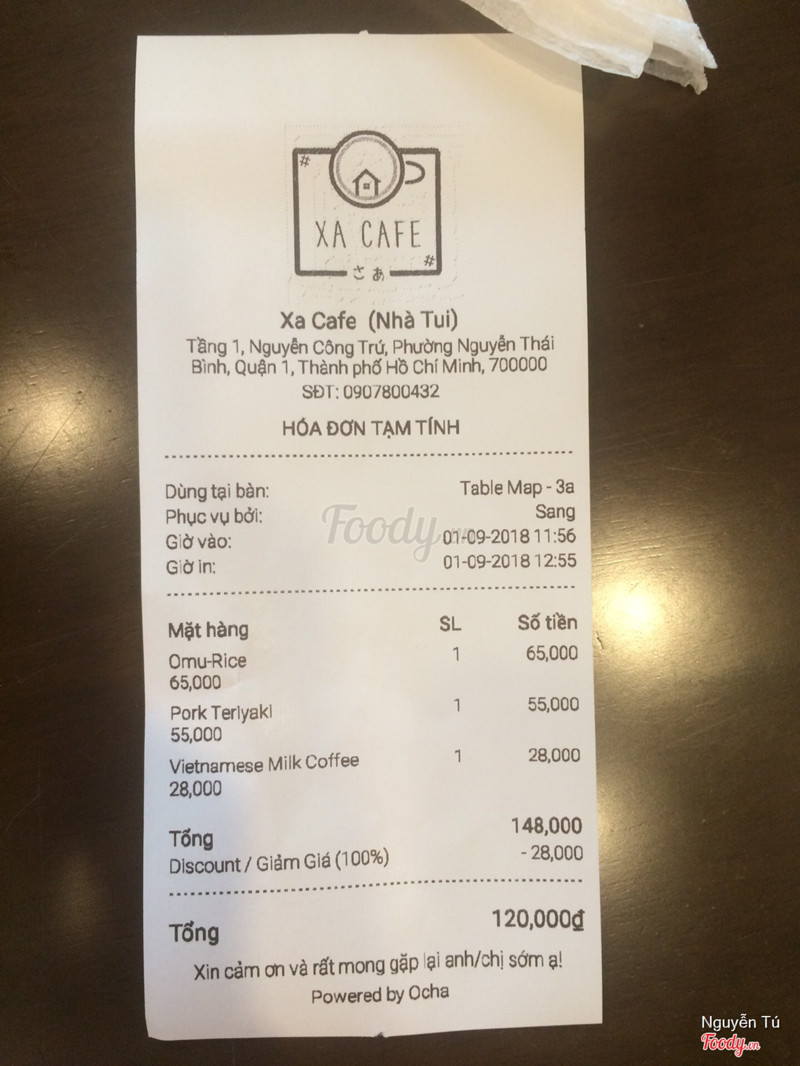 #
XA CAFE
#
さあ
Xa Cafe (Nhà Tui)
Tầng 1, Nguyễn Công Trứ, Phường Nguyễn Thái
Bình, Quận 1, Thành phố Hồ Chí Minh, 700000
SĐT: 0907800432
HÓA ĐƠN TẠM TÍNH
Dùng tại bàn: Table Map - 3a
Phục vụ bởi: Sang
Foody.vn
Giờ vào: 01-09-2018 11:56
Giờ in: 01-09-2018 12:55
Mặt hàng SL Số tiền
Omu-Rice 1 65,000
65,000
Pork Teriyaki 1 55,000
55,000
Vietnamese Milk Coffee 1 28,000
28,000
Tổng 148,000
Discount / Giảm Giá (100%) - 28,000
Tổng 120,000₫
Xin cảm ơn và rất mong gặp lại anh/chị sớm ạ!
Powered by Ocha
Nguyễn Tú
Foody.vn